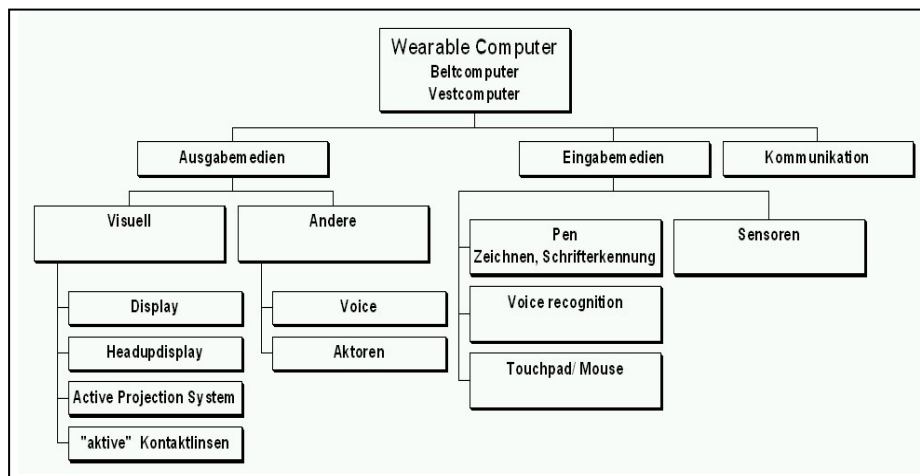 Wearable Computer
Beltcomputer
Vestcomputer
Ausgabemedien
Eingabemedien
Kommunikation
Visuell
Andere
Pen
Zeichnen, Schrifterkennung
Sensoren
Display
Voice
Voice recognition
Headupdisplay
Aktoren
Touchpad/ Mouse
Active Projection System
"aktive" Kontaktlinsen